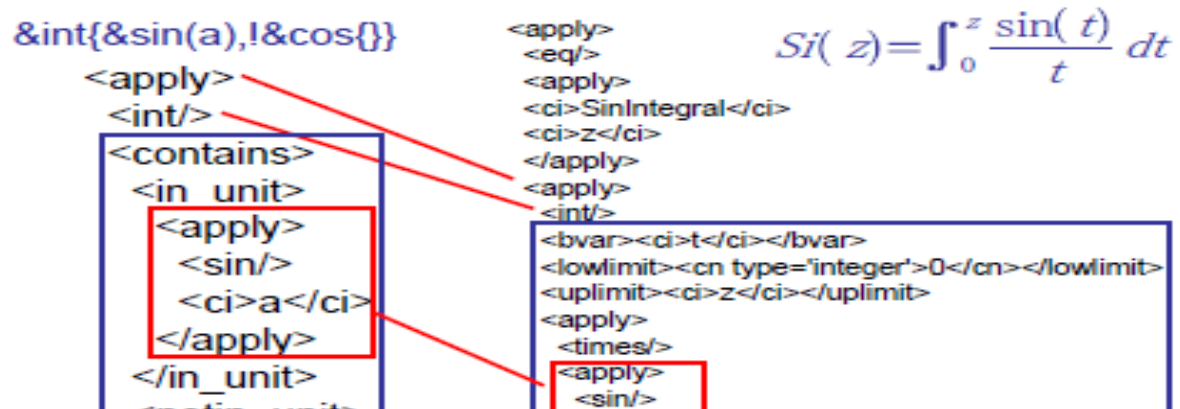 &int{&sin(a),!&cos{}}
<apply>
<int/>
<contains>
<in_unit>
<apply>
<sin/>
<ci>a</ci>
</apply>
</in_unit>
<notin_unit>
<apply>
<eq/>
<apply>
<ci>SinIntegral</ci>
<ci>z</ci>
</apply>
<apply>
<int/>
<bvar><ci>t</ci></bvar>
<lowlimit><cn type='integer'>0</cn></lowlimit>
<uplimit><ci>z</ci></uplimit>
<apply>
<times/>
<apply>
<sin/>
Si( z)=∫₀ᶻ sin( t)/t dt